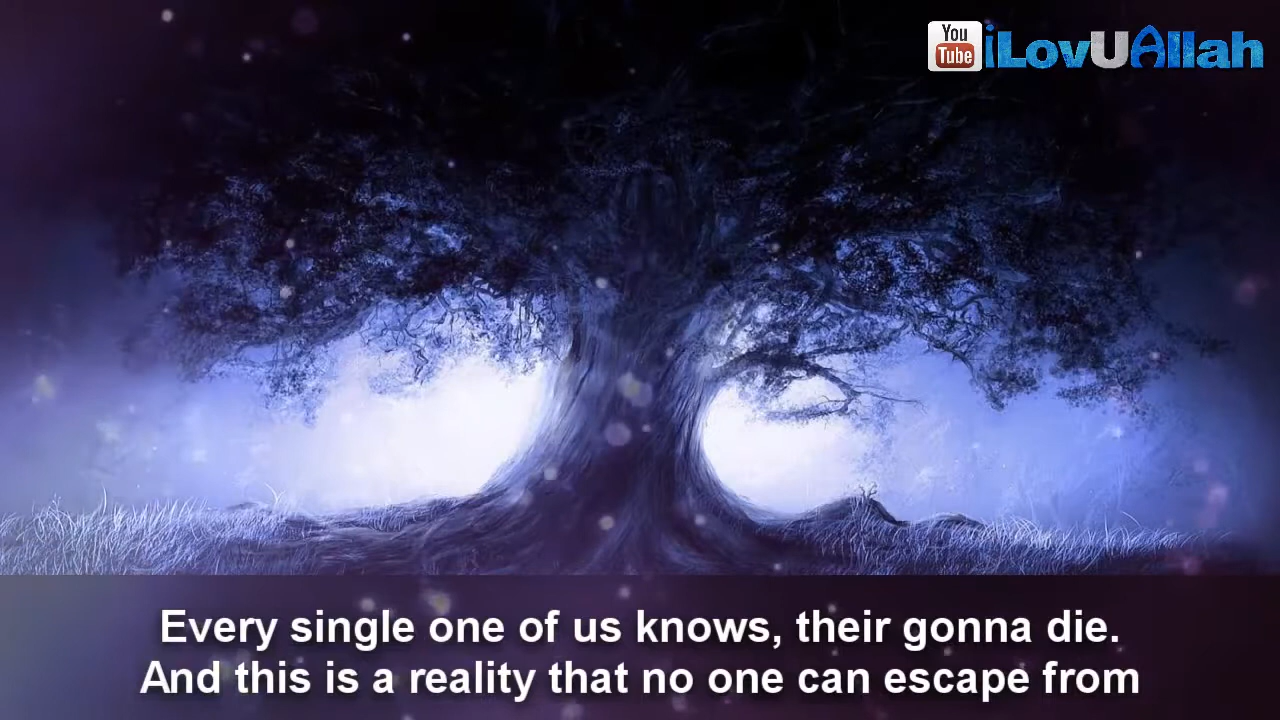 You
Tube
iLovUAllah
Every single one of us knows, their gonna die.
And this is a reality that no one can escape from